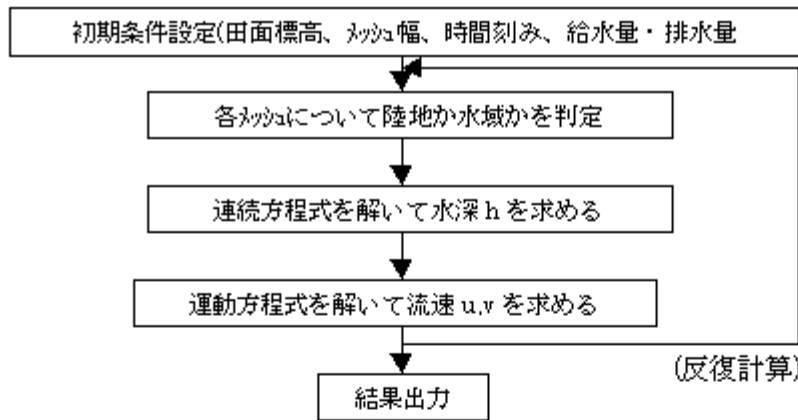 初期条件設定(田面標高、ﾒｯｼｭ幅、時間刻み、給水量・排水量
各ﾒｯｼｭについて陸地か水域かを判定
連続方程式を解いて水深ｈを求める
運動方程式を解いて流速u,vを求める
(反復計算)
結果出力